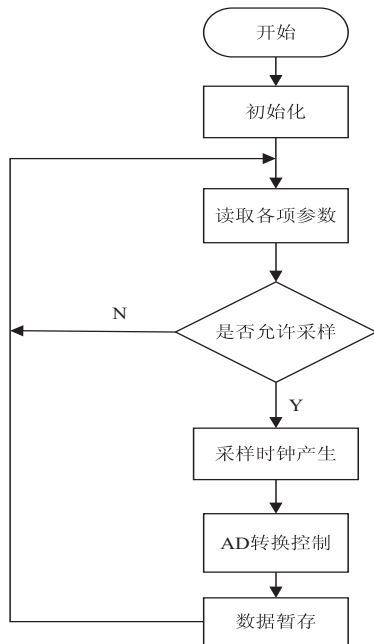 开始
初始化
读取各项参数
是否允许采样
N
Y
采样时钟产生
AD转换控制
数据暂存